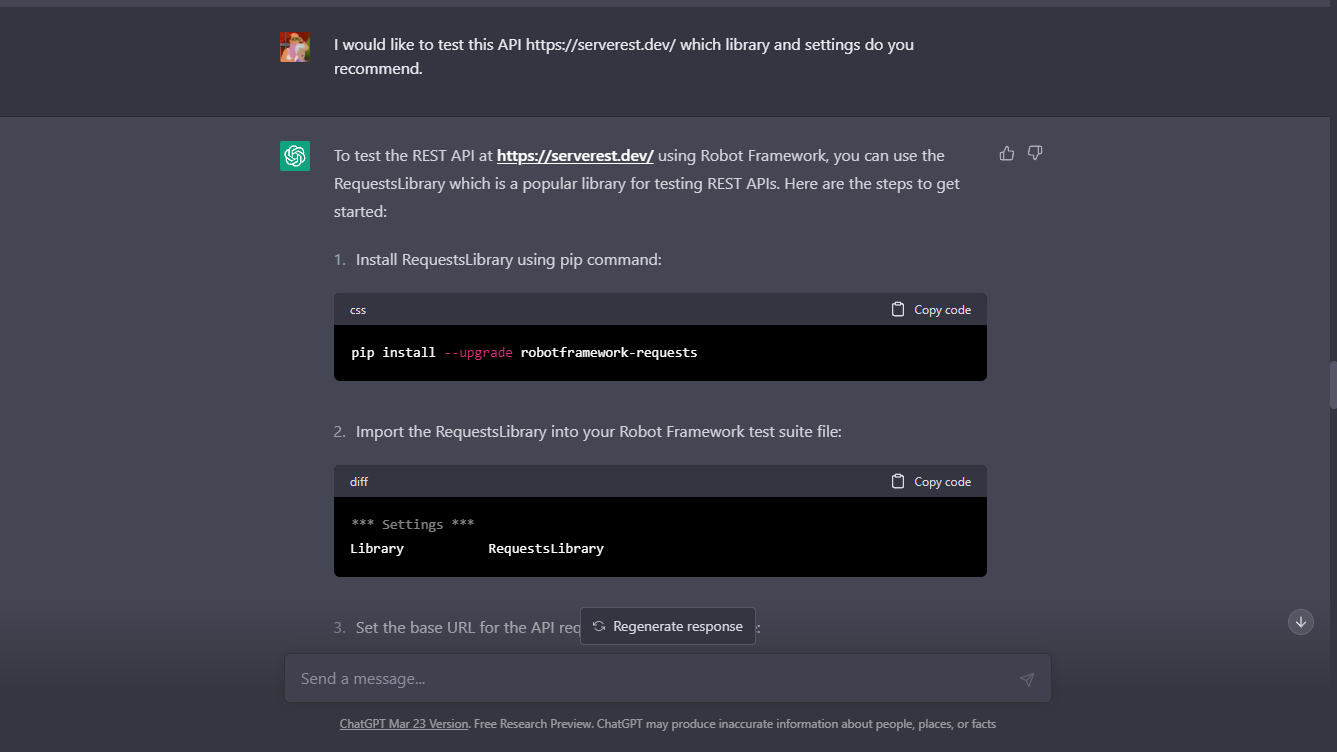 I would like to test this API https://serverest.dev/ which library and settings do you
recommend.
To test the REST API at https://serverest.dev/ using Robot Framework, you can use the
RequestsLibrary which is a popular library for testing REST APIs. Here are the steps to get
started:
1. Install RequestsLibrary using pip command:
css
Copy code
pip install --upgrade robotframework-requests
2. Import the RequestsLibrary into your Robot Framework test suite file:
diff
Copy code
*** Settings ***
Library RequestsLibrary
3. Set the base URL for the API
Regenerate response
Send a message...
ChatGPT Mar 23 Version. Free Research Preview. ChatGPT may produce inaccurate information about people, places, or facts